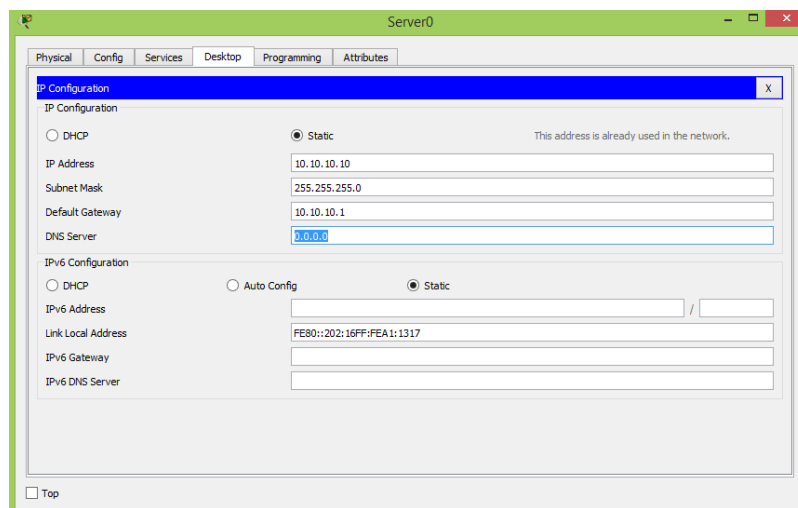 Server0
Physical Config Services Desktop Programming Attributes
IP Configuration X
IP Configuration
DHCP Static This address is already used in the network.
IP Address 10.10.10.10
Subnet Mask 255.255.255.0
Default Gateway 10.10.10.1
DNS Server 0.0.0.0
IPv6 Configuration
DHCP Auto Config Static
IPv6 Address /
Link Local Address FE80::202:16FF:FEA1:1317
IPv6 Gateway
IPv6 DNS Server
Top